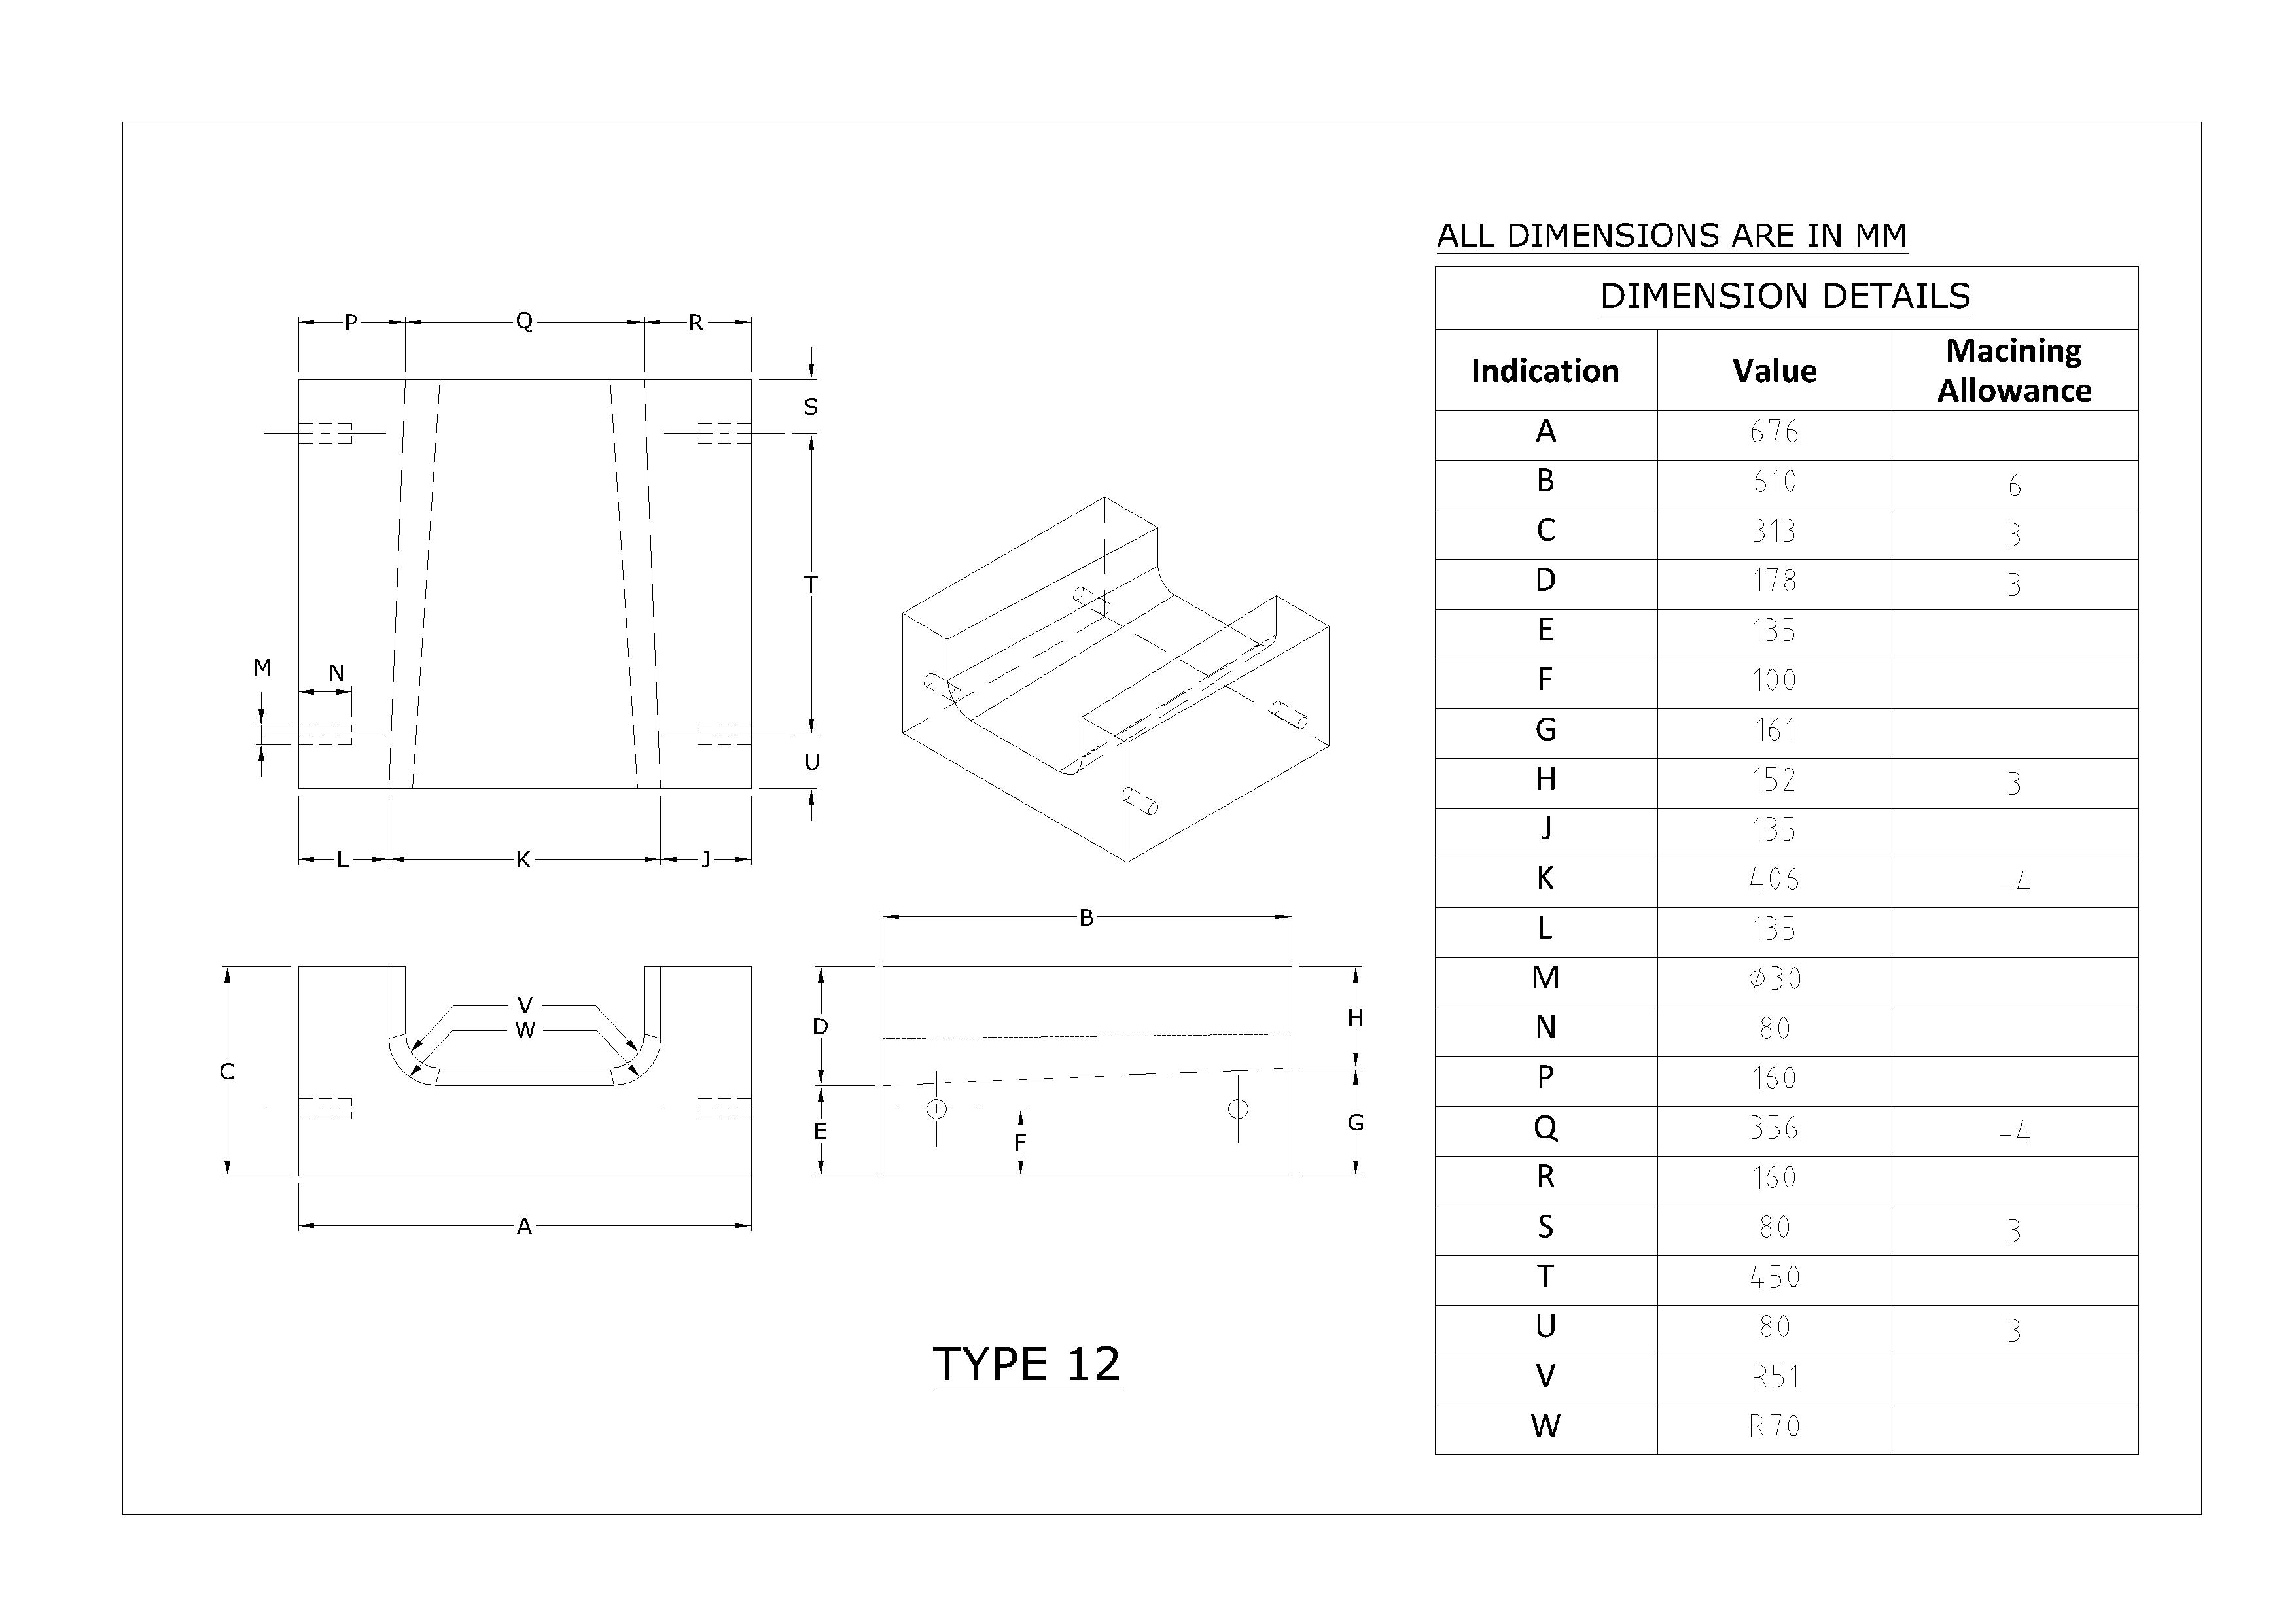 ALL DIMENSIONS ARE IN MM
DIMENSION DETAILS
Indication Value Macining Allowance
A 676
B 610 6
C 313 3
D 178 3
E 135
F 100
G 161
H 152 3
J 135
K 406 -4
L 135
M ϕ30
N 80
P 160
Q 356 -4
R 160
S 80 3
T 450
U 80 3
V R51
W R70
P Q R
S
T
M N
U
L K J
B
V
W
D
H
C
E
F
G
A
TYPE 12